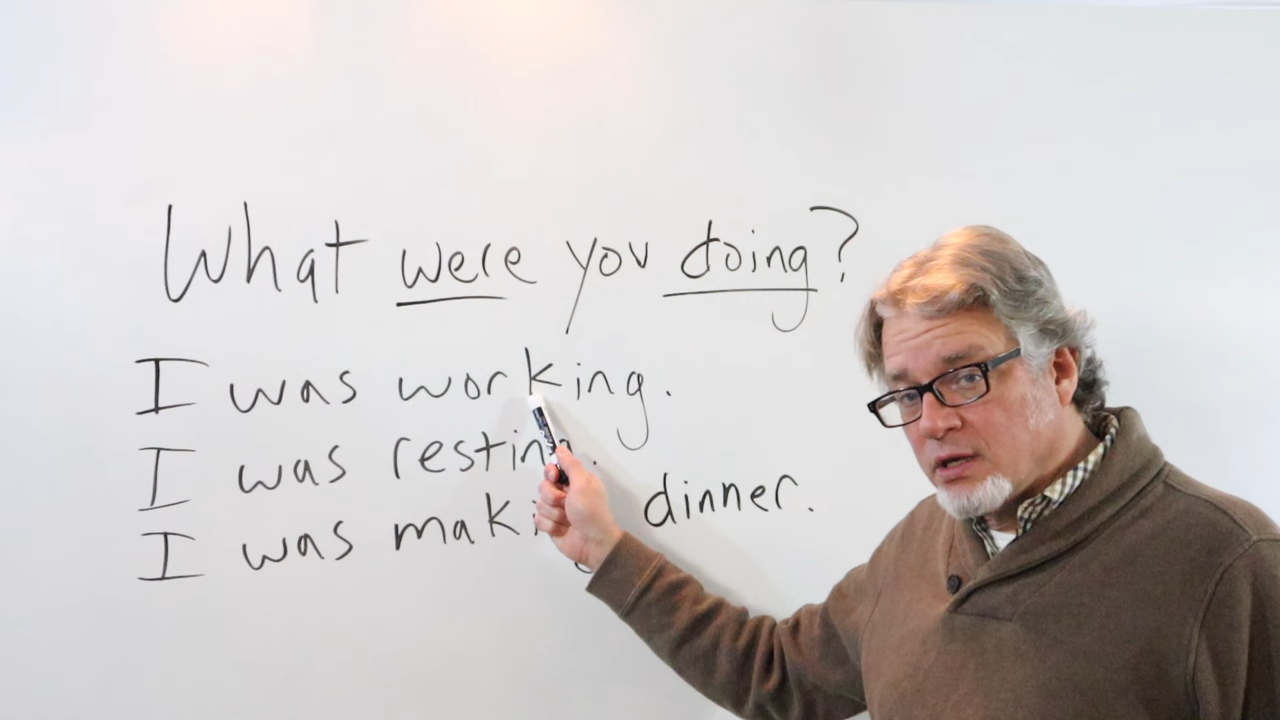 What were you doing?
I was working.
I was resting.
I was making dinner.